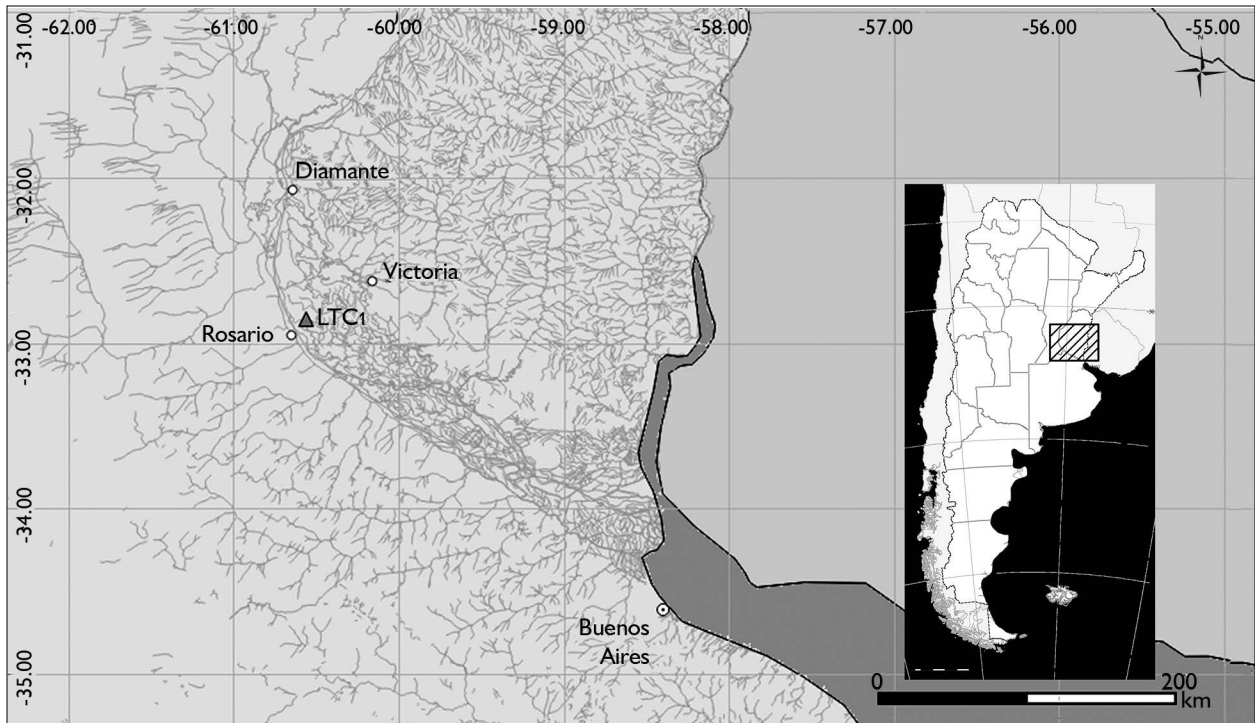 -62.00 -61.00 -60.00 -59.00 -58.00 -57.00 -56.00 -55.00
-31.00
N
Diamante
-32.00
Victoria
LTC1
Rosario
-33.00
-34.00
Buenos
Aires
-35.00
0 200
km